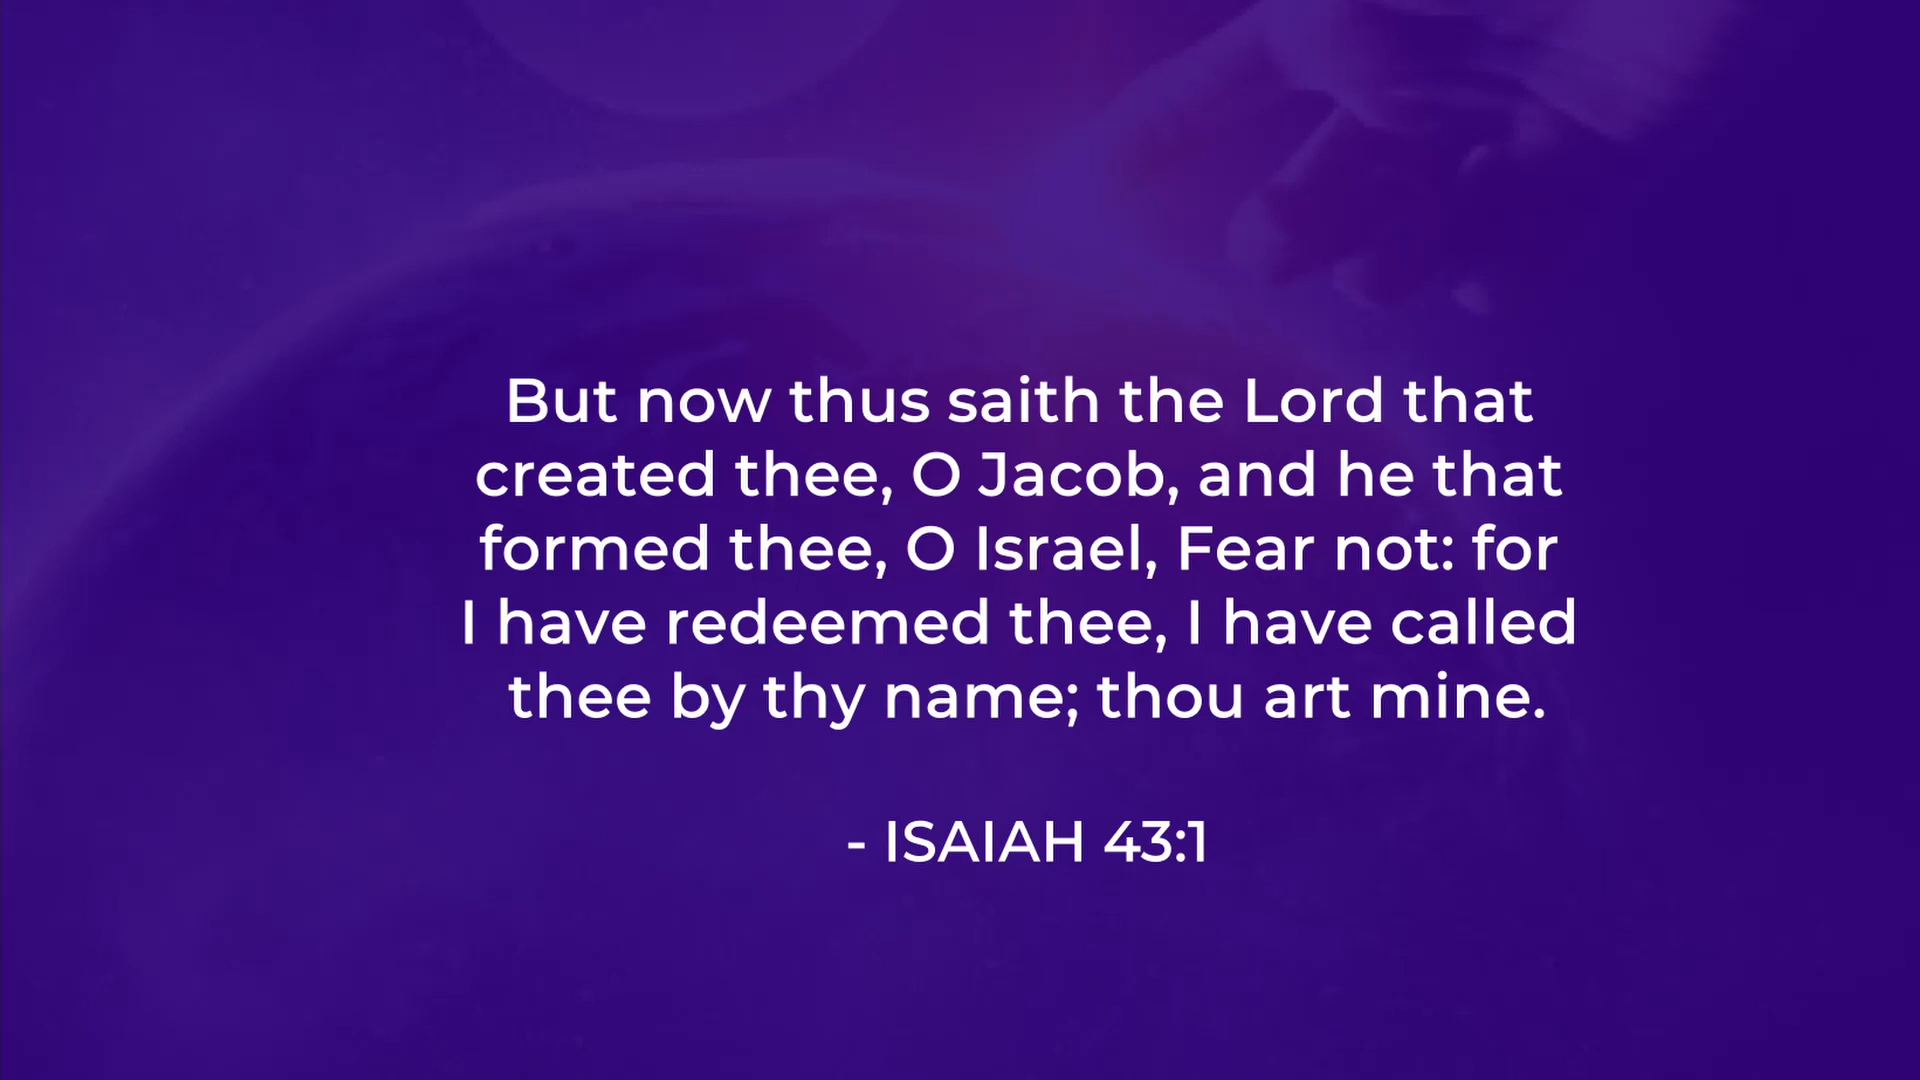 But now thus saith the Lord that
created thee, O Jacob, and he that
formed thee, O Israel, Fear not: for
I have redeemed thee, I have called
thee by thy name; thou art mine.
- ISAIAH 43:1